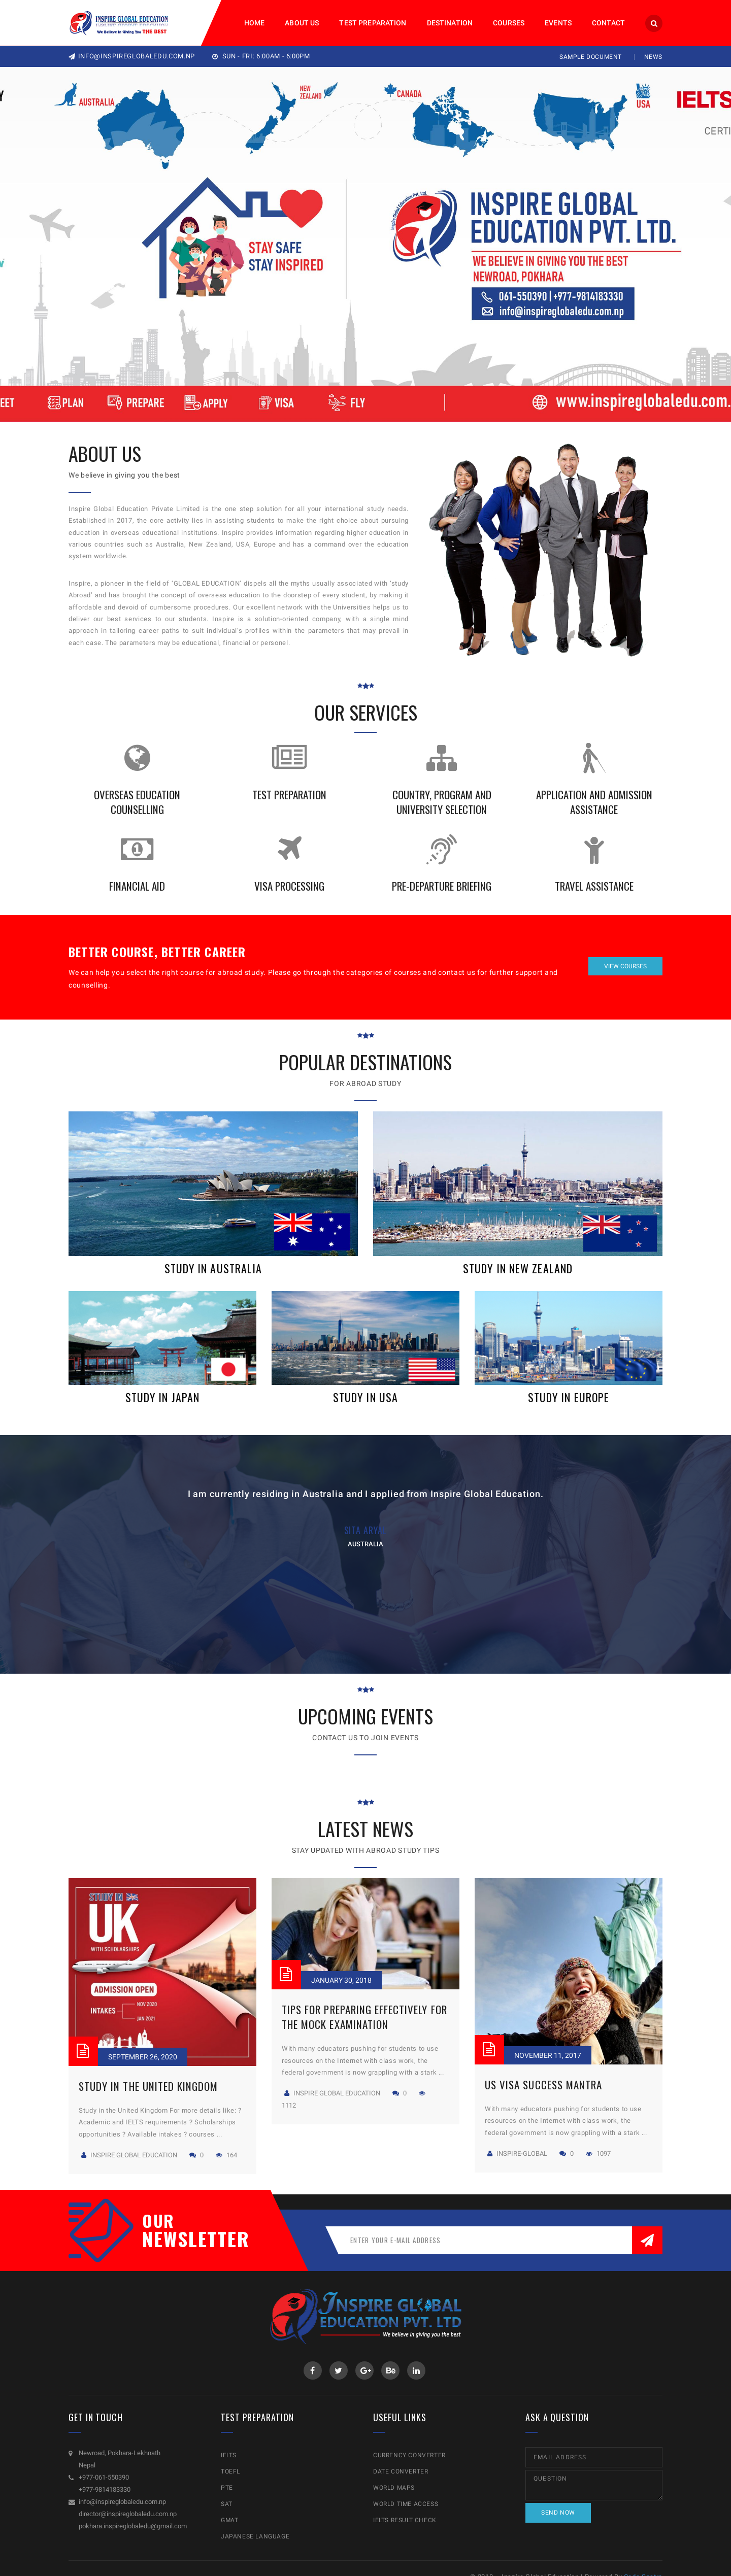 INSPIRE GLOBAL EDUCATION
We Believe in Giving You THE BEST
HOME
ABOUT US
TEST PREPARATION
DESTINATION
COURSES
EVENTS
CONTACT
INFO@INSPIREGLOBALEDU.COM.NP
SUN - FRI: 6:00AM - 6:00PM
SAMPLE DOCUMENT
NEWS
AUSTRALIA
NEW ZEALAND
CANADA
USA
IELTS
CERTI
STAY SAFE
STAY INSPIRED
INSPIRE GLOBAL
EDUCATION PVT. LTD.
WE BELIEVE IN GIVING YOU THE BEST
NEWROAD, POKHARA
061-550390 | +977-9814183330
info@inspireglobaledu.com.np
EET
PLAN
PREPARE
APPLY
VISA
FLY
www.inspireglobaledu.com.
ABOUT US
We believe in giving you the best
Inspire Global Education Private Limited is the one step solution for all your international study needs.
Established in 2017, the core activity lies in assisting students to make the right choice about pursuing
education in overseas educational institutions. Inspire provides information regarding higher education in
various countries such as Australia, New Zealand, USA, Europe and has a command over the education
system worldwide.
Inspire, a pioneer in the field of 'GLOBAL EDUCATION' dispels all the myths usually associated with 'study
Abroad' and has brought the concept of overseas education to the doorstep of every student, by making it
affordable and devoid of cumbersome procedures. Our excellent network with the Universities helps us to
deliver our best services to our students. Inspire is a solution-oriented company, with a single mind
approach in tailoring career paths to suit individual's profiles within the parameters that may prevail in
each case. The parameters may be educational, financial or personel.
OUR SERVICES
OVERSEAS EDUCATION
COUNSELLING
TEST PREPARATION
COUNTRY, PROGRAM AND
UNIVERSITY SELECTION
APPLICATION AND ADMISSION
ASSISTANCE
FINANCIAL AID
VISA PROCESSING
PRE-DEPARTURE BRIEFING
TRAVEL ASSISTANCE
BETTER COURSE, BETTER CAREER
We can help you select the right course for abroad study. Please go through the categories of courses and contact us for further support and
counselling.
VIEW COURSES
POPULAR DESTINATIONS
FOR ABROAD STUDY
STUDY IN AUSTRALIA
STUDY IN NEW ZEALAND
STUDY IN JAPAN
STUDY IN USA
STUDY IN EUROPE
I am currently residing in Australia and I applied from Inspire Global Education.
AUSTRALIA
UPCOMING EVENTS
CONTACT US TO JOIN EVENTS
LATEST NEWS
STAY UPDATED WITH ABROAD STUDY TIPS
STUDY IN
UK
WITH SCHOLARSHIPS
ADMISSION OPEN
INTAKES
NOV 2020
JAN 2021
SEPTEMBER 26, 2020
STUDY IN THE UNITED KINGDOM
Study in the United Kingdom For more details like: ?
Academic and IELTS requirements ? Scholarships
opportunities ? Available intakes ? courses ...
INSPIRE GLOBAL EDUCATION 0 164
JANUARY 30, 2018
TIPS FOR PREPARING EFFECTIVELY FOR
THE MOCK EXAMINATION
With many educators pushing for students to use
resources on the Internet with class work, the
federal government is now grappling with a stark ...
INSPIRE GLOBAL EDUCATION 0
1112
NOVEMBER 11, 2017
US VISA SUCCESS MANTRA
With many educators pushing for students to use
resources on the Internet with class work, the
federal government is now grappling with a stark ...
INSPIRE-GLOBAL 0 1097
OUR
NEWSLETTER
ENTER YOUR E-MAIL ADDRESS
INSPIRE GLOBAL
EDUCATION PVT. LTD
We believe in giving you the best
GET IN TOUCH
Newroad, Pokhara-Lekhnath
Nepal
+977-061-550390
+977-9814183330
info@inspireglobaledu.com.np
director@inspireglobaledu.com.np
pokhara.inspireglobaledu@gmail.com
TEST PREPARATION
IELTS
TOEFL
PTE
SAT
GMAT
JAPANESE LANGUAGE
USEFUL LINKS
CURRENCY CONVERTER
DATE CONVERTER
WORLD MAPS
WORLD TIME ACCESS
IELTS RESULT CHECK
ASK A QUESTION
EMAIL ADDRESS
QUESTION
SEND NOW